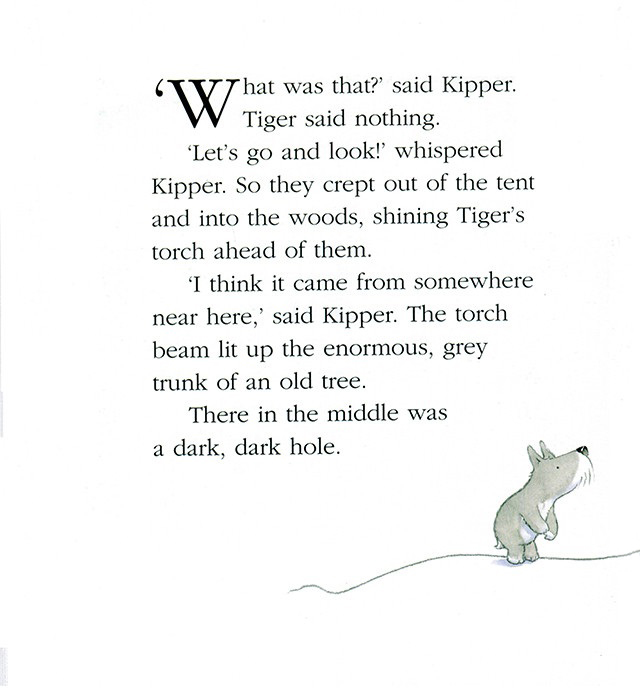 ‘What was that?’ said Kipper.
Tiger said nothing.
‘Let’s go and look!’ whispered
Kipper. So they crept out of the tent
and into the woods, shining Tiger’s
torch ahead of them.
‘I think it came from somewhere
near here,’ said Kipper. The torch
beam lit up the enormous, grey
trunk of an old tree.
There in the middle was
a dark, dark hole.